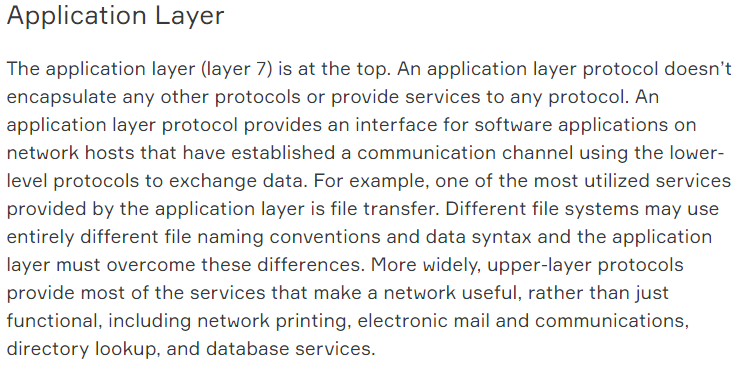 Application Layer
The application layer (layer 7) is at the top. An application layer protocol doesn’t
encapsulate any other protocols or provide services to any protocol. An
application layer protocol provides an interface for software applications on
network hosts that have established a communication channel using the lower-
level protocols to exchange data. For example, one of the most utilized services
provided by the application layer is file transfer. Different file systems may use
entirely different file naming conventions and data syntax and the application
layer must overcome these differences. More widely, upper-layer protocols
provide most of the services that make a network useful, rather than just
functional, including network printing, electronic mail and communications,
directory lookup, and database services.